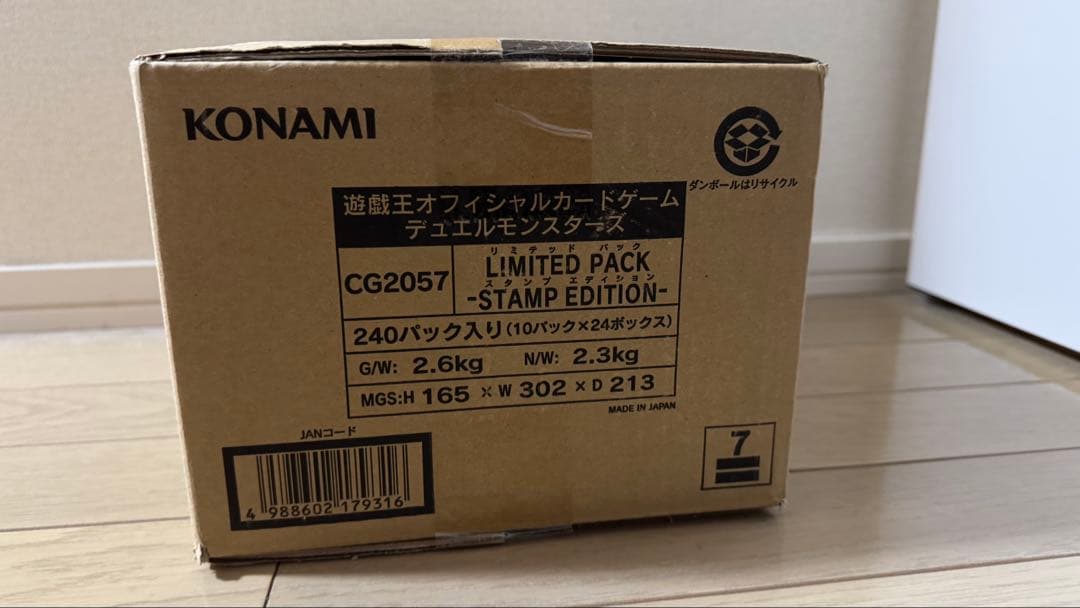 KONAMI
ダンボールはリサイクル
遊戯王オフィシャルカードゲーム
デュエルモンスターズ
CG2057
リミテッド パック
LIMITED PACK
スタンプ エディション
-STAMP EDITION-
240パック入り(10パック×24ボックス)
G/W: 2.6kg N/W: 2.3kg
MGS:H 165 × W 302 × D 213
MADE IN JAPAN
JANコード
4 988602 179316
7